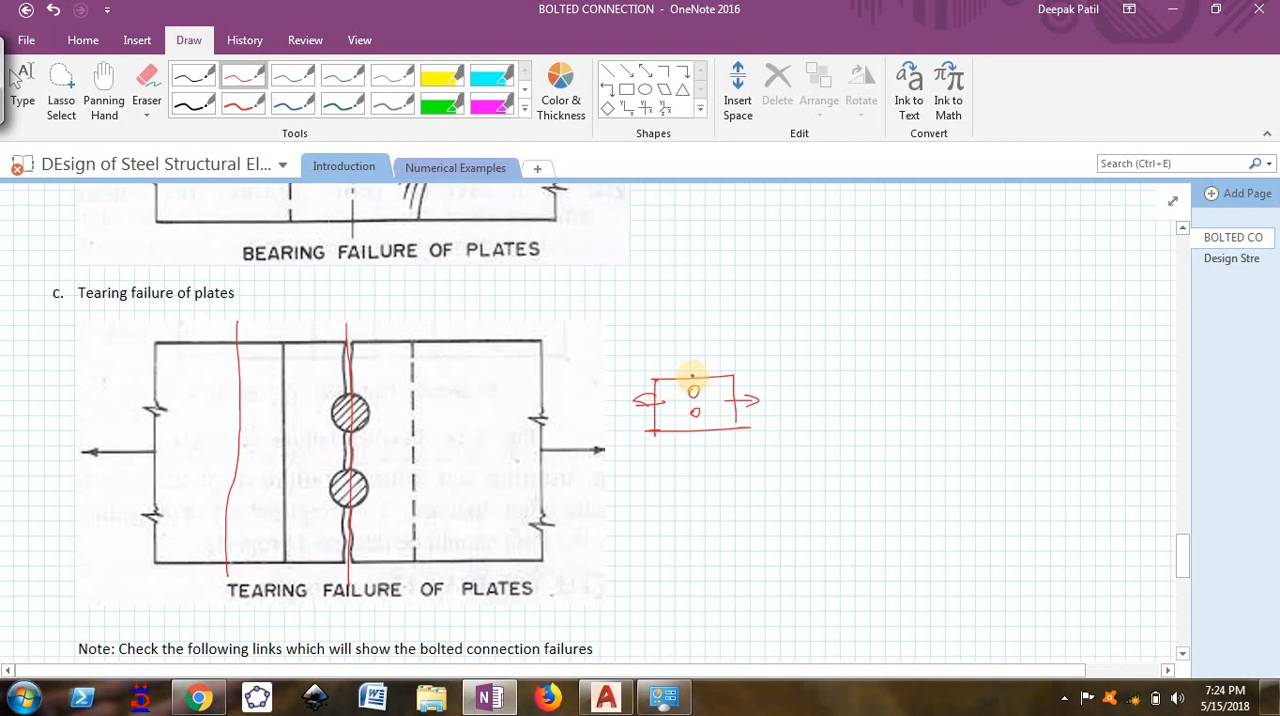 BOLTED CONNECTION - OneNote 2016
Deepak Patil
File Home Insert Draw History Review View
Type
Lasso Select
Panning Hand
Eraser
Color & Thickness
Insert Space
Delete
Arrange
Rotate
Ink to Text
Ink to Math
Tools
Shapes
Edit
Convert
DEsign of Steel Structural El...
Introduction
Numerical Examples
Search (Ctrl+E)
Add Page
BOLTED CO
Design Stre
BEARING FAILURE OF PLATES
c. Tearing failure of plates
TEARING FAILURE OF PLATES .
Note: Check the following links which will show the bolted connection failures
7:24 PM
5/15/2018